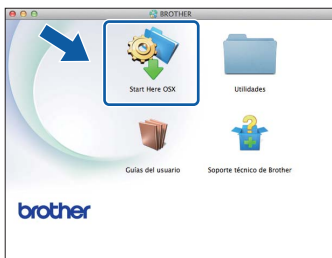 BROTHER
Start Here OSX
Utilidades
Guías del usuario
Soporte técnico de Brother
brother